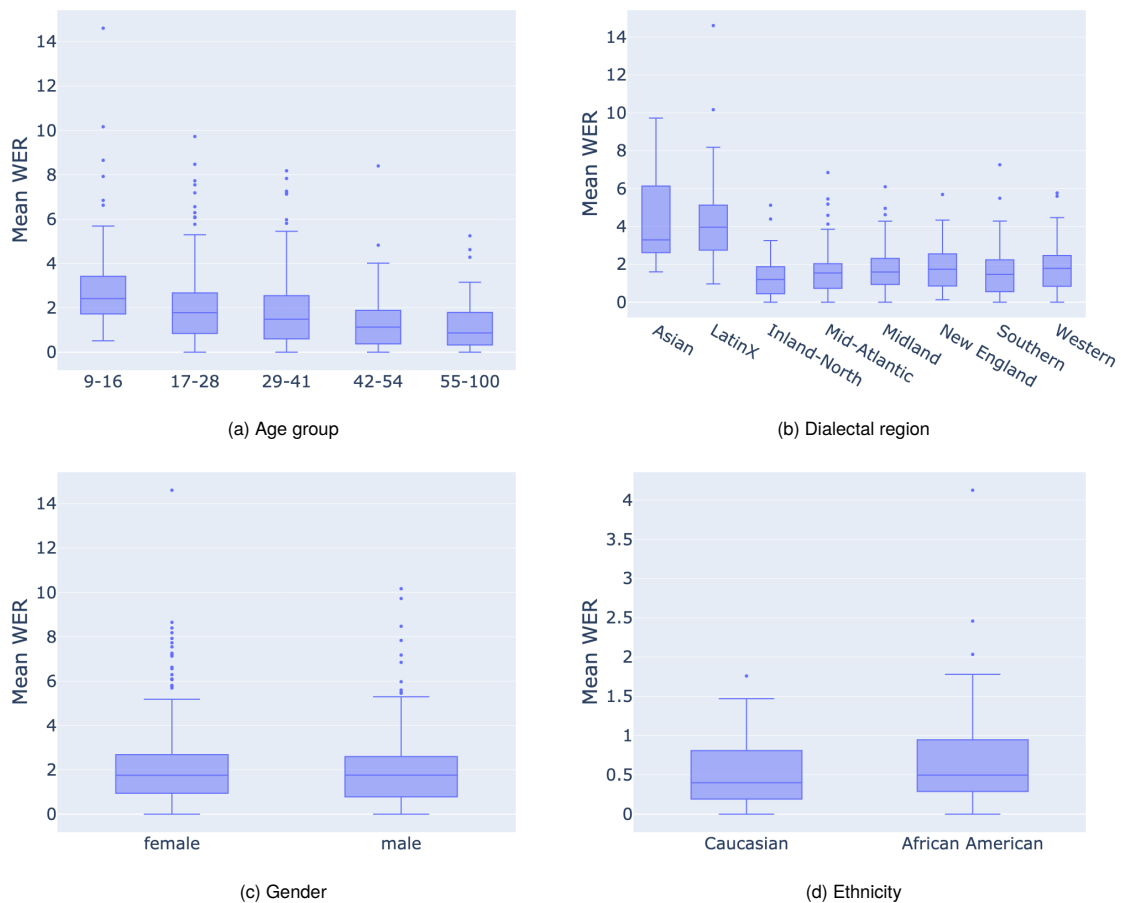 Mean WER
14
12
10
8
6
4
2
0
9-16 17-28 29-41 42-54 55-100
(a) Age group
Mean WER
14
12
10
8
6
4
2
0
Asian LatinX Inland-North Mid-Atlantic Midland New England Southern Western
(b) Dialectal region
Mean WER
14
12
10
8
6
4
2
0
female male
(c) Gender
Mean WER
4
3.5
3
2.5
2
1.5
1
0.5
0
Caucasian African American
(d) Ethnicity